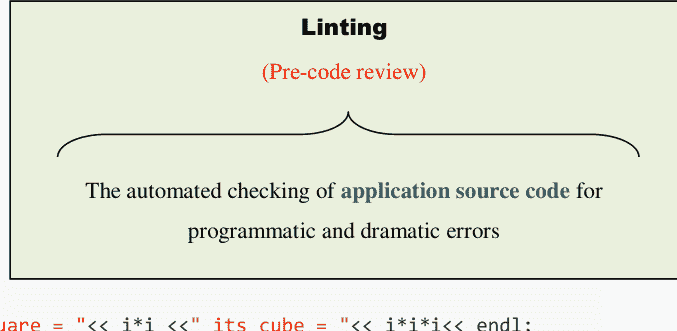 Linting
(Pre-code review)
The automated checking of application source code for
programmatic and dramatic errors
uare = "<< i*i <<" its cube = "<< i*i*i<< endl;